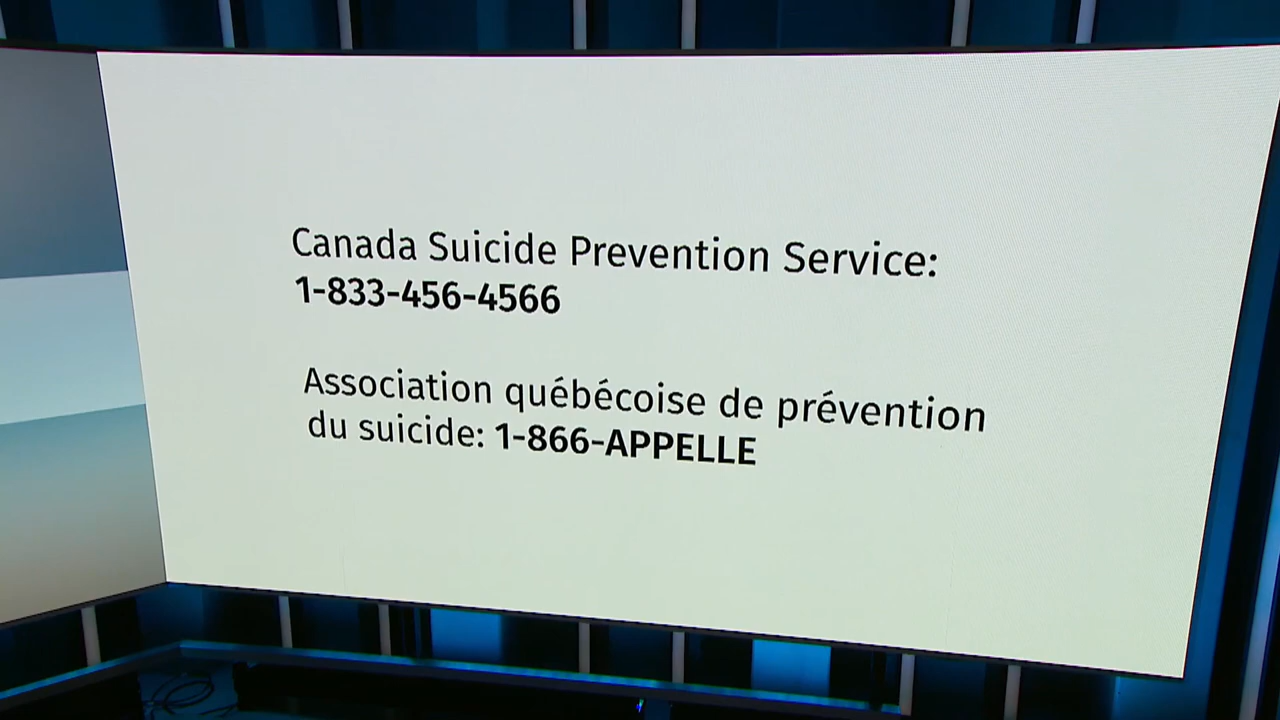 Canada Suicide Prevention Service:
1-833-456-4566
Association québécoise de prévention
du suicide: 1-866-APPELLE